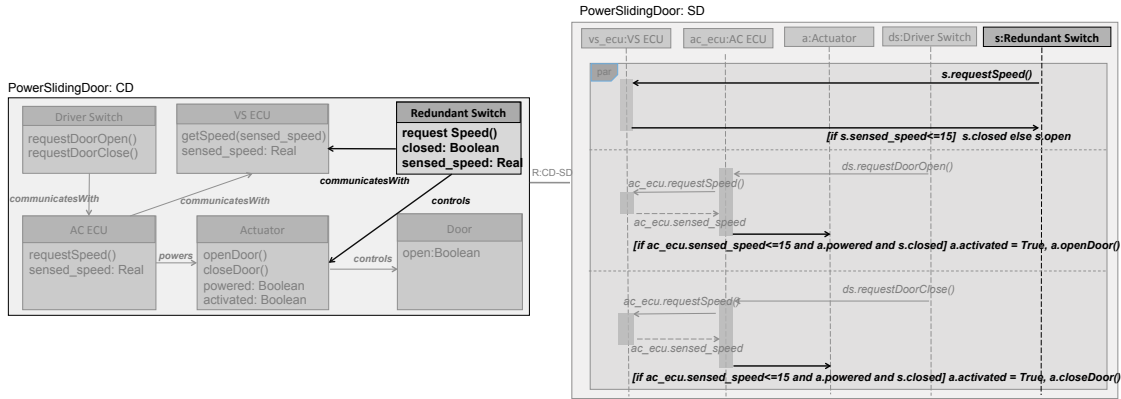 PowerSlidingDoor: CD
Driver Switch
requestDoorOpen()
requestDoorClose()
VS ECU
getSpeed(sensed_speed)
sensed_speed: Real
Redundant Switch
request Speed()
closed: Boolean
sensed_speed: Real
communicatesWith
communicatesWith
communicatesWith
controls
AC ECU
requestSpeed()
sensed_speed: Real
powers
Actuator
openDoor()
closeDoor()
powered: Boolean
activated: Boolean
controls
Door
open:Boolean
R:CD-SD
PowerSlidingDoor: SD
vs_ecu:VS ECU
ac_ecu:AC ECU
a:Actuator
ds:Driver Switch
s:Redundant Switch
par
s.requestSpeed()
[if s.sensed_speed<=15] s.closed else s.open
ds.requestDoorOpen()
ac_ecu.requestSpeed()
ac_ecu.sensed_speed
[if ac_ecu.sensed_speed<=15 and a.powered and s.closed] a.activated = True, a.openDoor()
ds.requestDoorClose()
ac_ecu.requestSpeed()
ac_ecu.sensed_speed
[if ac_ecu.sensed_speed<=15 and a.powered and s.closed] a.activated = True, a.closeDoor()